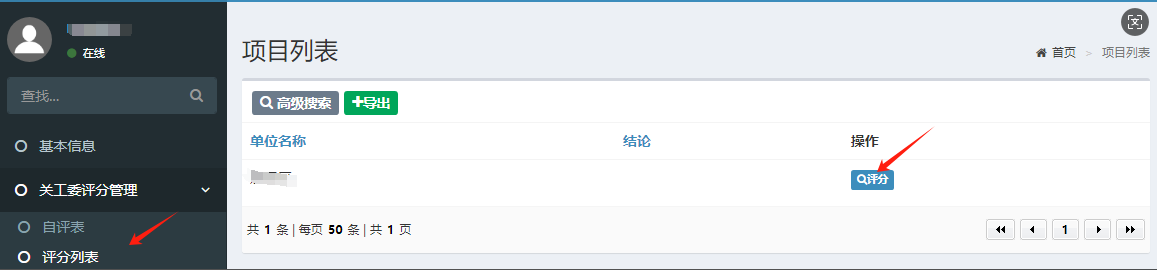 在线
查找...
基本信息
关工委评分管理
自评表
评分列表
项目列表
首页 > 项目列表
高级搜索 导出
单位名称 结论 操作
评分
共 1 条 | 每页 50 条 | 共 1 页
1